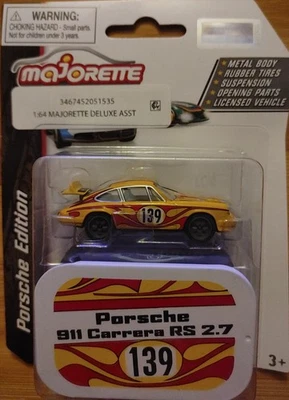 WARNING:
CHOKING HAZARD - Small parts.
Not for children under 3 years.
majORETTE
METAL BODY
RUBBER TIRES
SUSPENSION
OPENING PARTS
LICENSED VEHICLE
3467452051535
1:64 MAJORETTE DELUXE ASST
Porsche Edition
139
Porsche
911 Carrera RS 2.7
139
3+